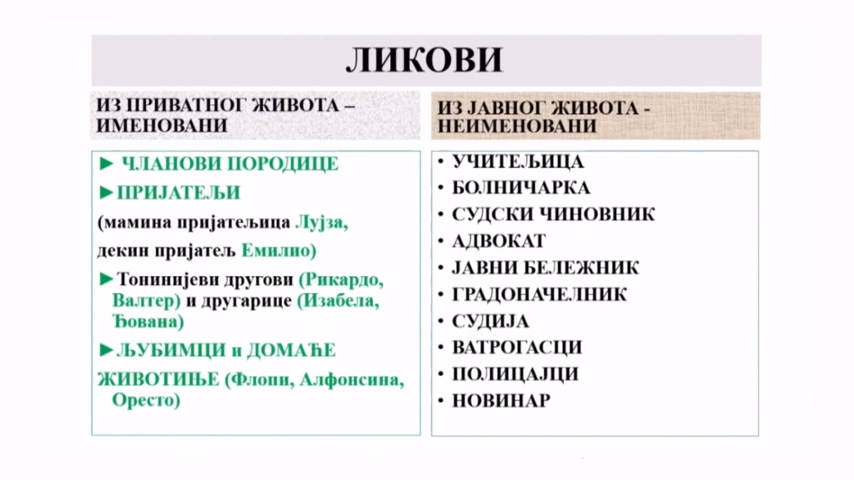 ЛИКОВИ
ИЗ ПРИВАТНОГ ЖИВОТА –
ИМЕНОВАНИ
► ЧЛАНОВИ ПОРОДИЦЕ
►ПРИЈАТЕЉИ
(мамина пријатељица Лујза,
декин пријатељ Емилио)
►Тонинијеви другови (Рикардо,
Валтер) и другарице (Изабела,
Ђована)
►ЉУБИМЦИ и ДОМАЋЕ
ЖИВОТИЊЕ (Флопи, Алфонсина,
Оресто)
ИЗ ЈАВНОГ ЖИВОТА -
НЕИМЕНОВАНИ
• УЧИТЕЉИЦА
• БОЛНИЧАРКА
• СУДСКИ ЧИНОВНИК
• АДВОКАТ
• ЈАВНИ БЕЛЕЖНИК
• ГРАДОНАЧЕЛНИК
• СУДИЈА
• ВАТРОГАСЦИ
• ПОЛИЦАЈЦИ
• НОВИНАР